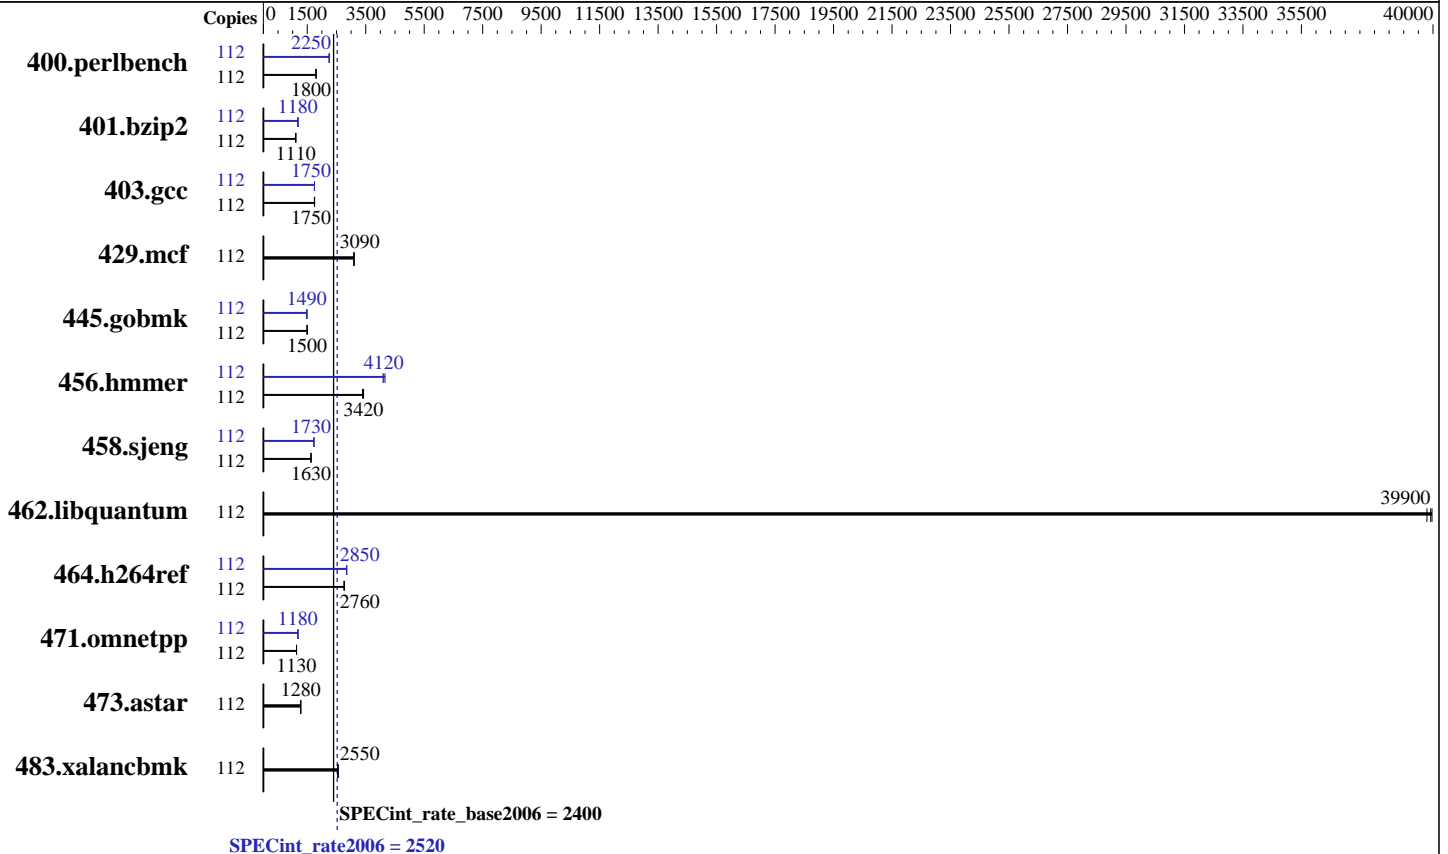 Copies 0 1500 3500 5500 7500 9500 11500 13500 15500 17500 19500 21500 23500 25500 27500 29500 31500 33500 35500 40000
400.perlbench 112 2250
112 1800
401.bzip2 112 1180
112 1110
403.gcc 112 1750
112 1750
429.mcf 112 3090
445.gobmk 112 1490
112 1500
456.hmmer 112 4120
112 3420
458.sjeng 112 1730
112 1630
462.libquantum 112 39900
464.h264ref 112 2850
112 2760
471.omnetpp 112 1180
112 1130
473.astar 112 1280
483.xalancbmk 112 2550
SPECint_rate_base2006 = 2400
SPECint_rate2006 = 2520